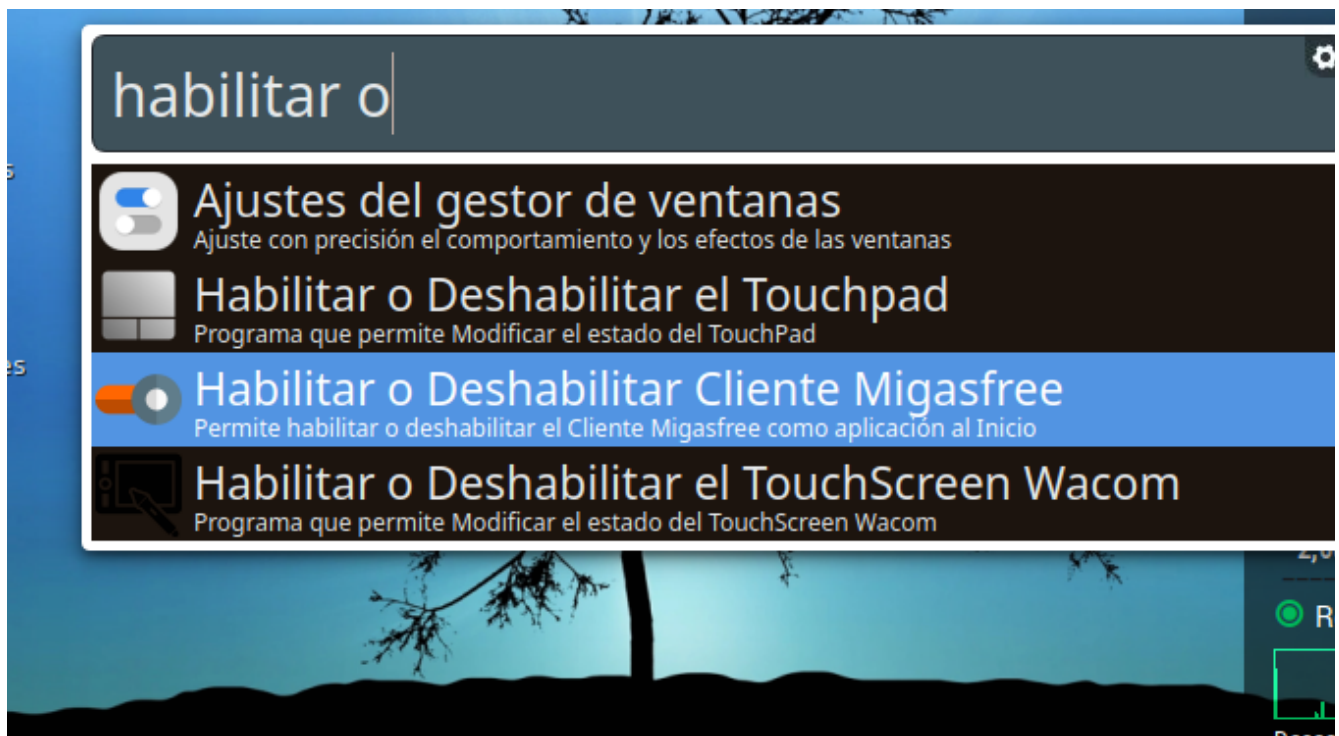 habilitar o
Ajustes del gestor de ventanas
Ajuste con precisión el comportamiento y los efectos de las ventanas
Habilitar o Deshabilitar el Touchpad
Programa que permite Modificar el estado del TouchPad
Habilitar o Deshabilitar Cliente Migasfree
Permite habilitar o deshabilitar el Cliente Migasfree como aplicación al Inicio
Habilitar o Deshabilitar el TouchScreen Wacom
Programa que permite Modificar el estado del TouchScreen Wacom
R